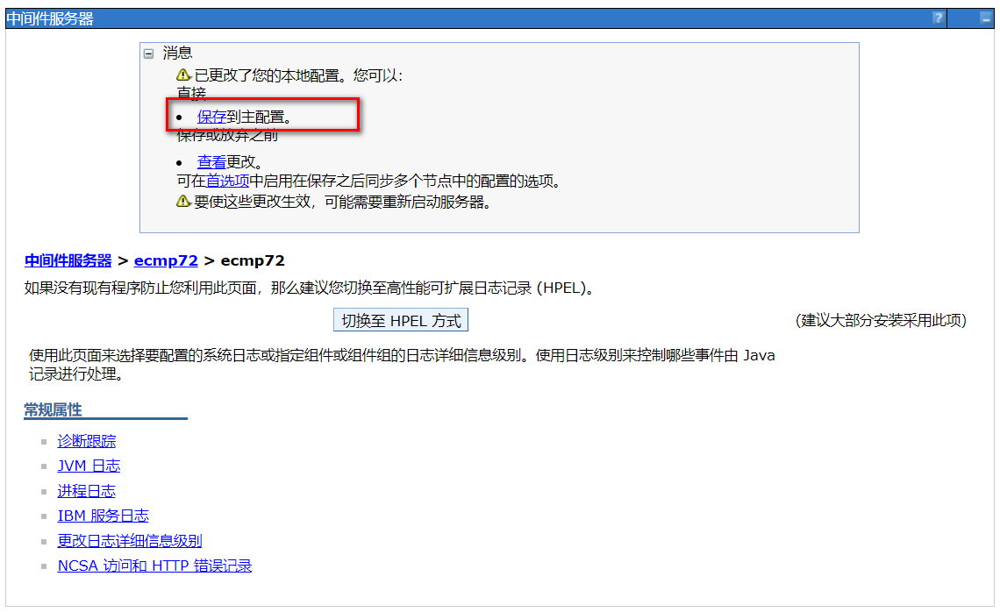 中间件服务器
?
消息
已更改了您的本地配置。您可以：
直接
保存到主配置。
保存或放弃之前
查看更改。
可在首选项中启用在保存之后同步多个节点中的配置的选项。
要使这些更改生效，可能需要重新启动服务器。
中间件服务器 > ecmp72 > ecmp72
如果没有现有程序防止您利用此页面，那么建议您切换至高性能可扩展日志记录 (HPEL)。
切换至 HPEL 方式 (建议大部分安装采用此项)
使用此页面来选择要配置的系统日志或指定组件或组件组的日志详细信息级别。使用日志级别来控制哪些事件由 Java
记录进行处理。
常规属性
诊断跟踪
JVM 日志
进程日志
IBM 服务日志
更改日志详细信息级别
NCSA 访问和 HTTP 错误记录